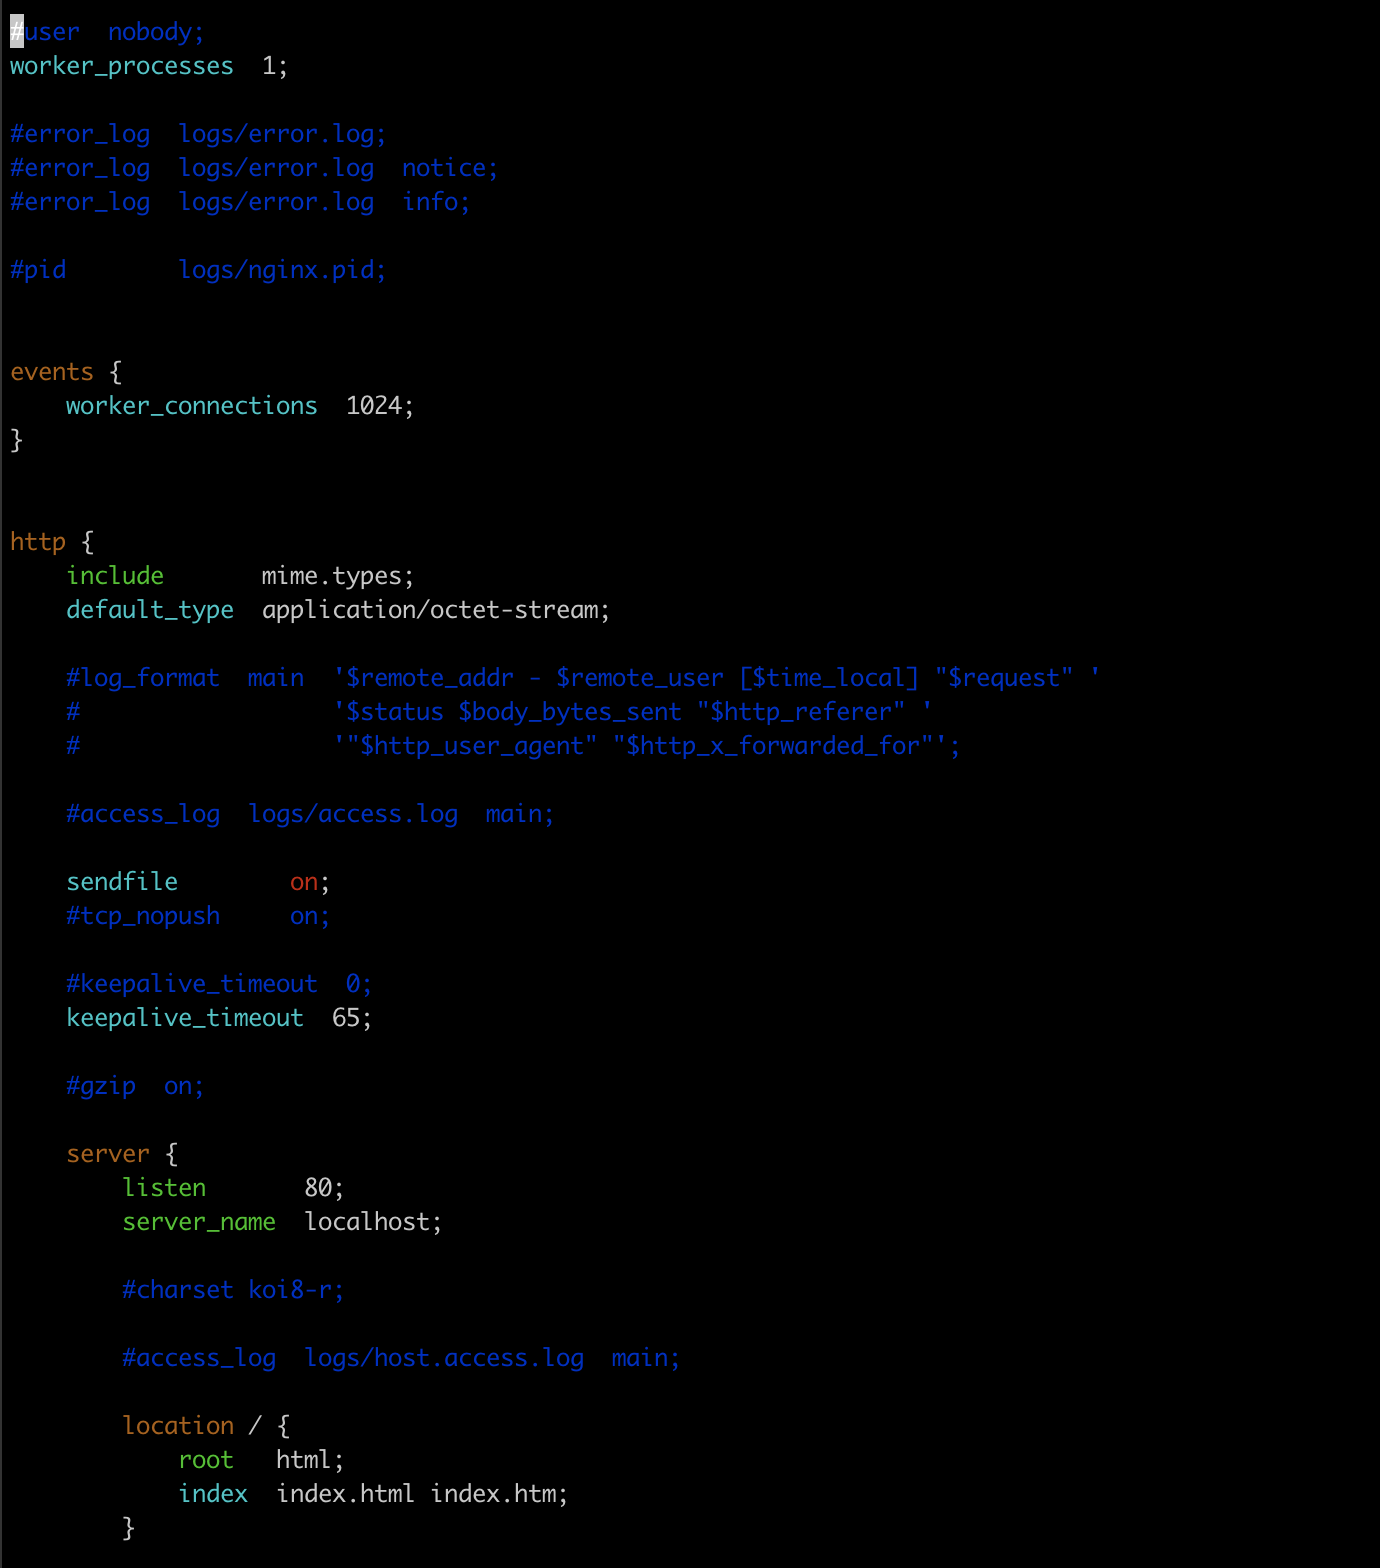 #user  nobody;
worker_processes  1;

#error_log  logs/error.log;
#error_log  logs/error.log  notice;
#error_log  logs/error.log  info;

#pid        logs/nginx.pid;


events {
    worker_connections  1024;
}


http {
    include       mime.types;
    default_type  application/octet-stream;

    #log_format  main  '$remote_addr - $remote_user [$time_local] "$request" '
    #                  '$status $body_bytes_sent "$http_referer" '
    #                  '"$http_user_agent" "$http_x_forwarded_for"';

    #access_log  logs/access.log  main;

    sendfile        on;
    #tcp_nopush     on;

    #keepalive_timeout  0;
    keepalive_timeout  65;

    #gzip  on;

    server {
        listen       80;
        server_name  localhost;

        #charset koi8-r;

        #access_log  logs/host.access.log  main;

        location / {
            root   html;
            index  index.html index.htm;
        }